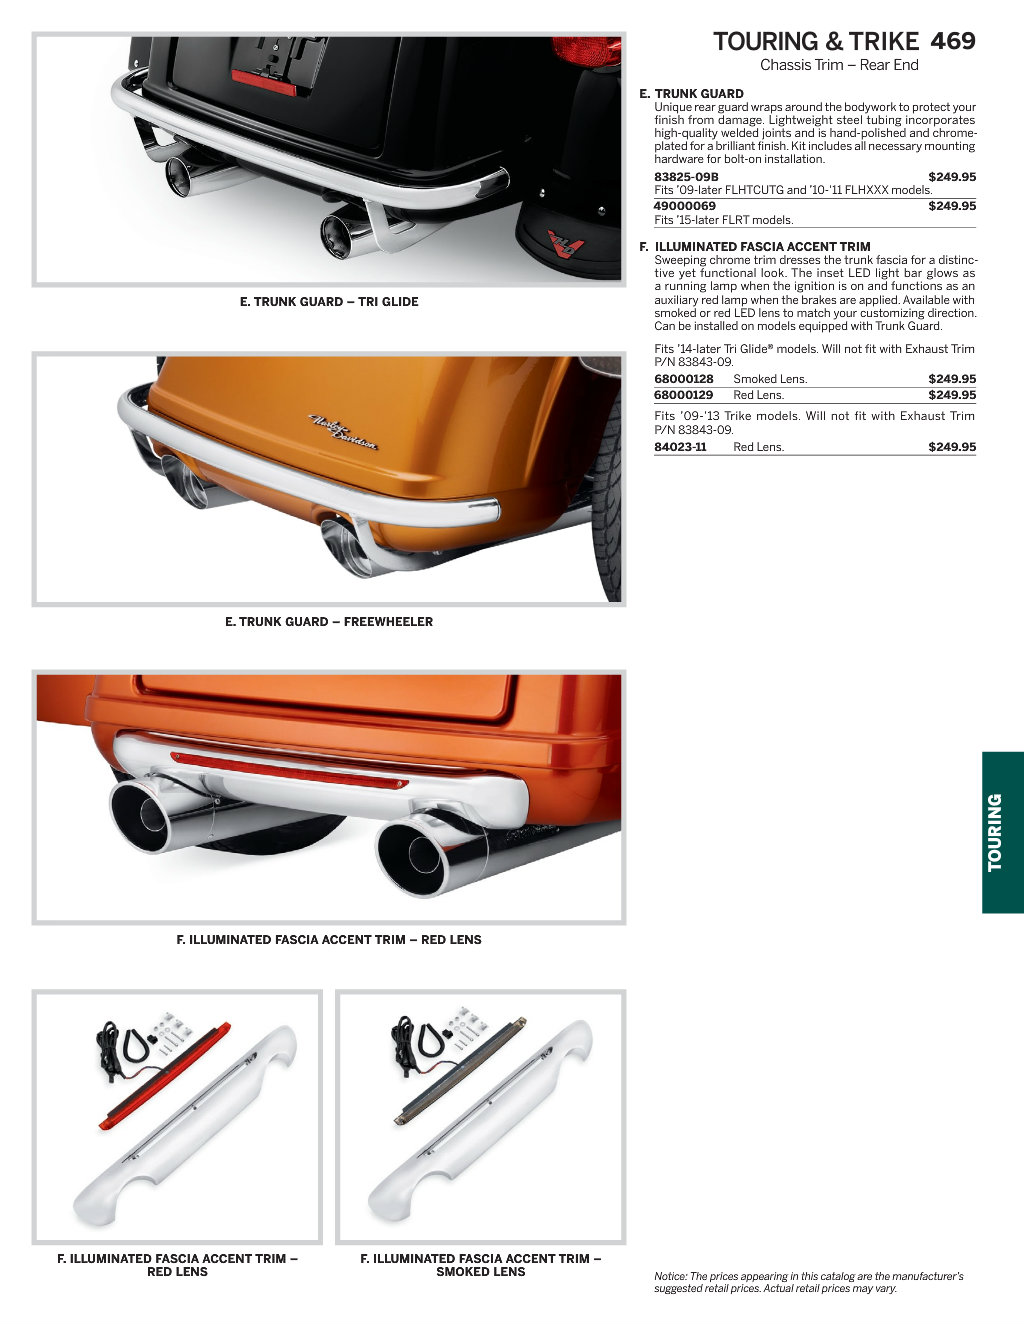 TOURING & TRIKE 469
Chassis Trim – Rear End
E. TRUNK GUARD
Unique rear guard wraps around the bodywork to protect your
finish from damage. Lightweight steel tubing incorporates
high-quality welded joints and is hand-polished and chrome-
plated for a brilliant finish. Kit includes all necessary mounting
hardware for bolt-on installation.
83825-09B $249.95
Fits ’09-later FLHTCUTG and ’10-’11 FLHXXX models.
49000069 $249.95
Fits ’15-later FLRT models.
F. ILLUMINATED FASCIA ACCENT TRIM
Sweeping chrome trim dresses the trunk fascia for a distinc-
tive yet functional look. The inset LED light bar glows as
a running lamp when the ignition is on and functions as an
auxiliary red lamp when the brakes are applied. Available with
smoked or red LED lens to match your customizing direction.
Can be installed on models equipped with Trunk Guard.
Fits ’14-later Tri Glide® models. Will not fit with Exhaust Trim
P/N 83843-09.
68000128 Smoked Lens. $249.95
68000129 Red Lens. $249.95
Fits ’09-’13 Trike models. Will not fit with Exhaust Trim
P/N 83843-09.
84023-11 Red Lens. $249.95
E. TRUNK GUARD – TRI GLIDE
Harley-
Davidson
E. TRUNK GUARD – FREEWHEELER
F. ILLUMINATED FASCIA ACCENT TRIM – RED LENS
TOURING
F. ILLUMINATED FASCIA ACCENT TRIM –
RED LENS
F. ILLUMINATED FASCIA ACCENT TRIM –
SMOKED LENS
Notice: The prices appearing in this catalog are the manufacturer’s
suggested retail prices. Actual retail prices may vary.